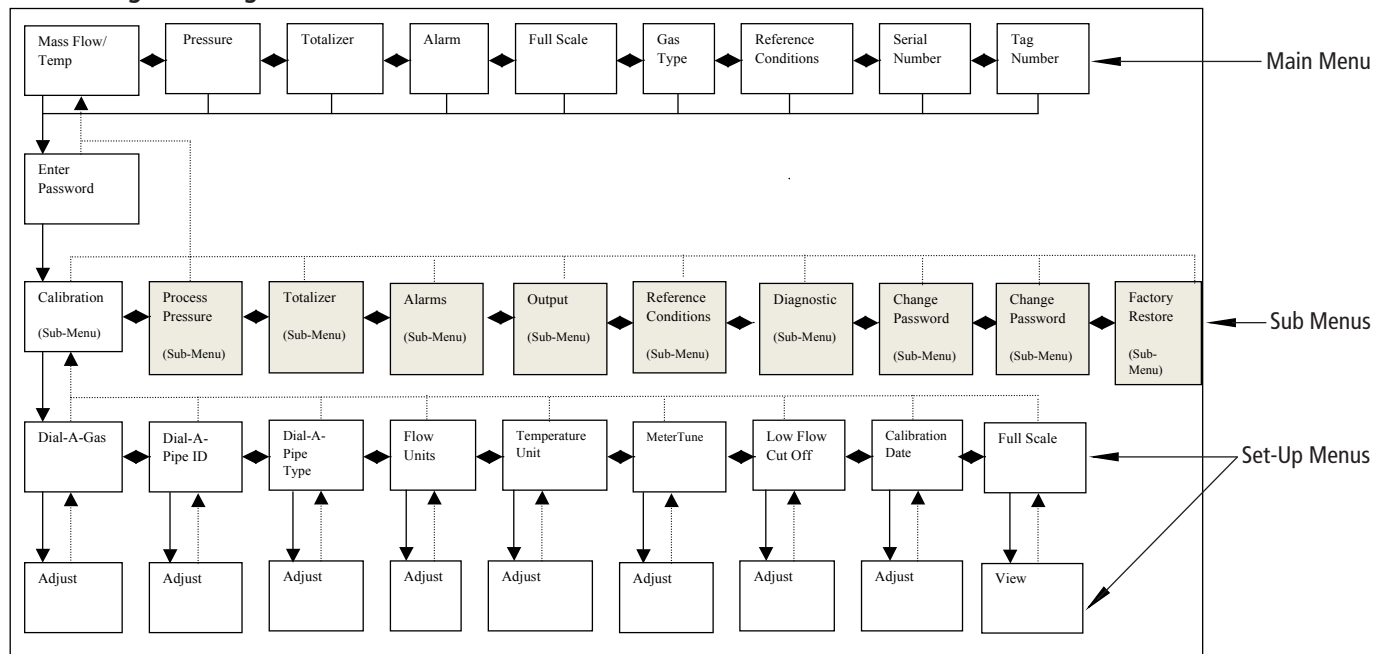 Mass Flow/
Temp
Pressure
Totalizer
Alarm
Full Scale
Gas
Type
Reference
Conditions
Serial
Number
Tag
Number
Main Menu
Enter
Password
Calibration
(Sub-Menu)
Process
Pressure
(Sub-Menu)
Totalizer
(Sub-Menu)
Alarms
(Sub-Menu)
Output
(Sub-Menu)
Reference
Conditions
(Sub-Menu)
Diagnostic
(Sub-Menu)
Change
Password
(Sub-Menu)
Change
Password
(Sub-Menu)
Factory
Restore
(Sub-
Menu)
Sub Menus
Dial-A-Gas
Dial-A-
Pipe ID
Dial-A-
Pipe
Type
Flow
Units
Temperature
Unit
MeterTune
Low Flow
Cut Off
Calibration
Date
Full Scale
Set-Up Menus
Adjust
Adjust
Adjust
Adjust
Adjust
Adjust
Adjust
Adjust
View